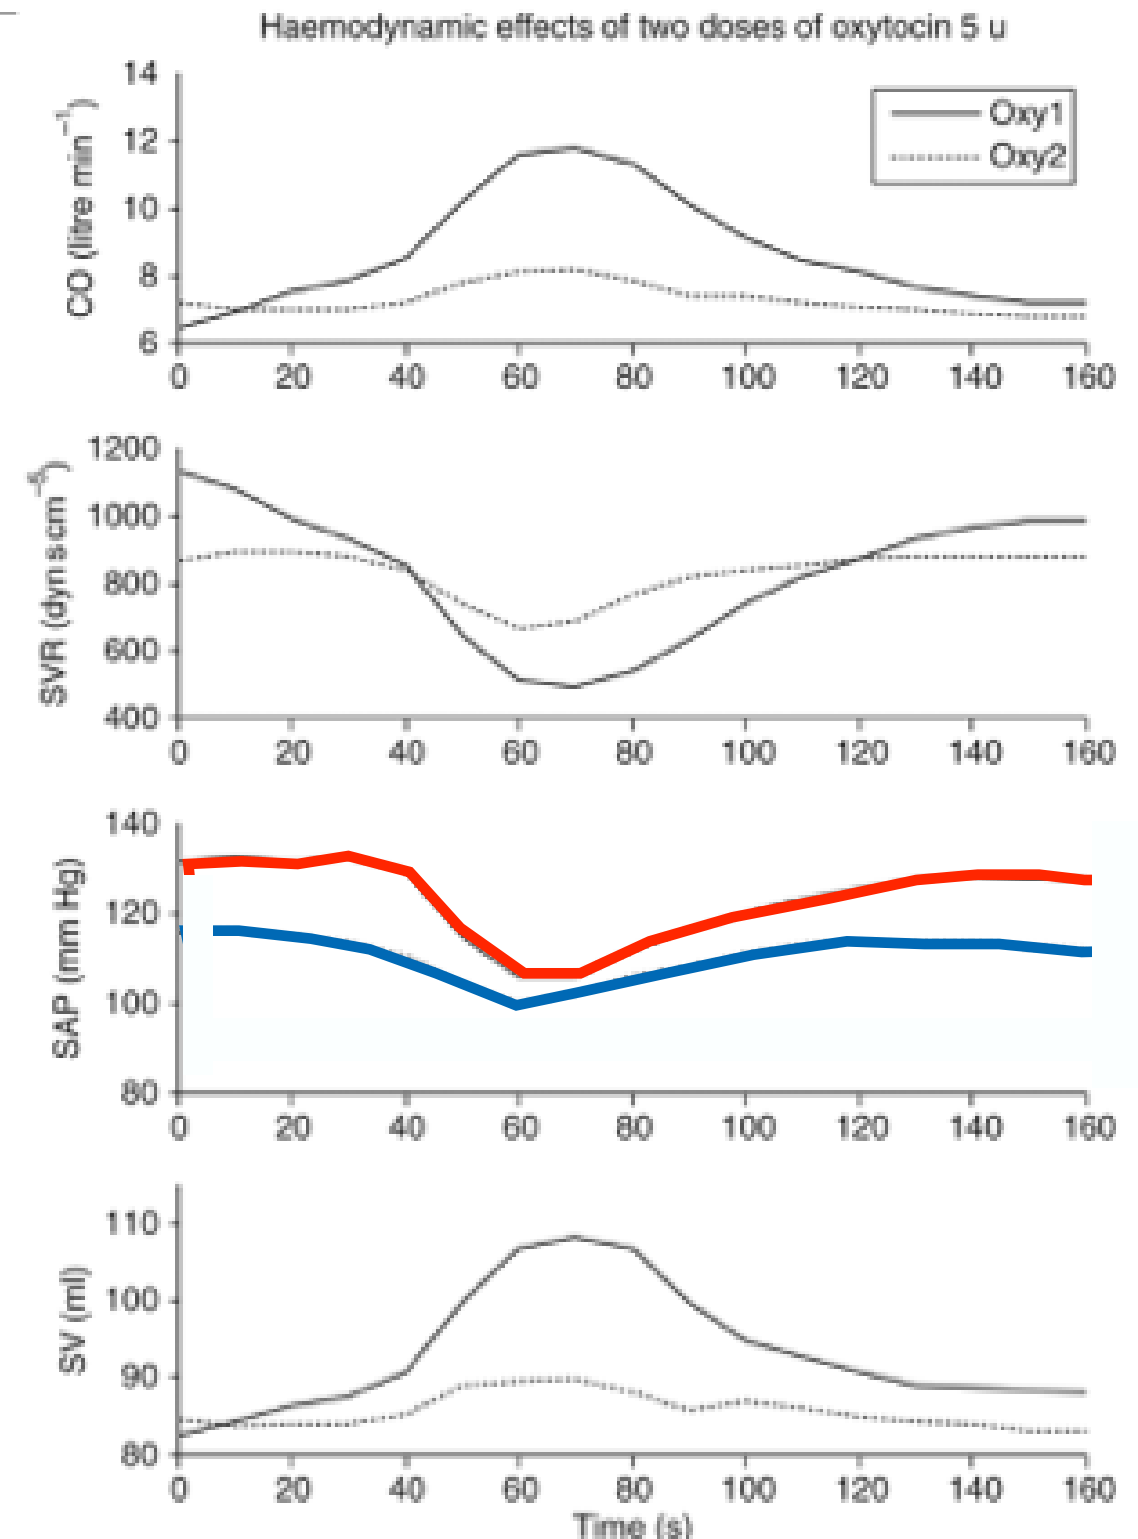 Haemodynamic effects of two doses of oxytocin 5 u
Oxy1
Oxy2
CO (litre min⁻¹)
14
12
10
8
6
0 20 40 60 80 100 120 140 160
SVR (dyn s cm⁻⁵)
1200
1000
800
600
400
0 20 40 60 80 100 120 140 160
SAP (mm Hg)
140
120
100
80
0 20 40 60 80 100 120 140 160
SV (ml)
110
100
90
80
0 20 40 60 80 100 120 140 160
Time (s)